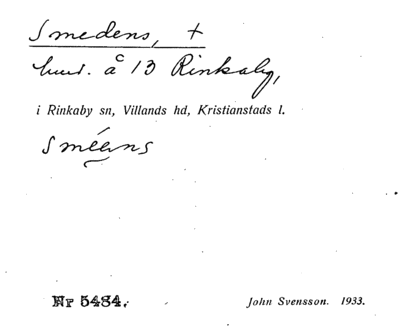 Smedens, +
hus. å 13 Rinkaby,
i Rinkaby sn, Villands hd, Kristianstads l.
Sméens
Nr 5484.
John Svensson. 1933.